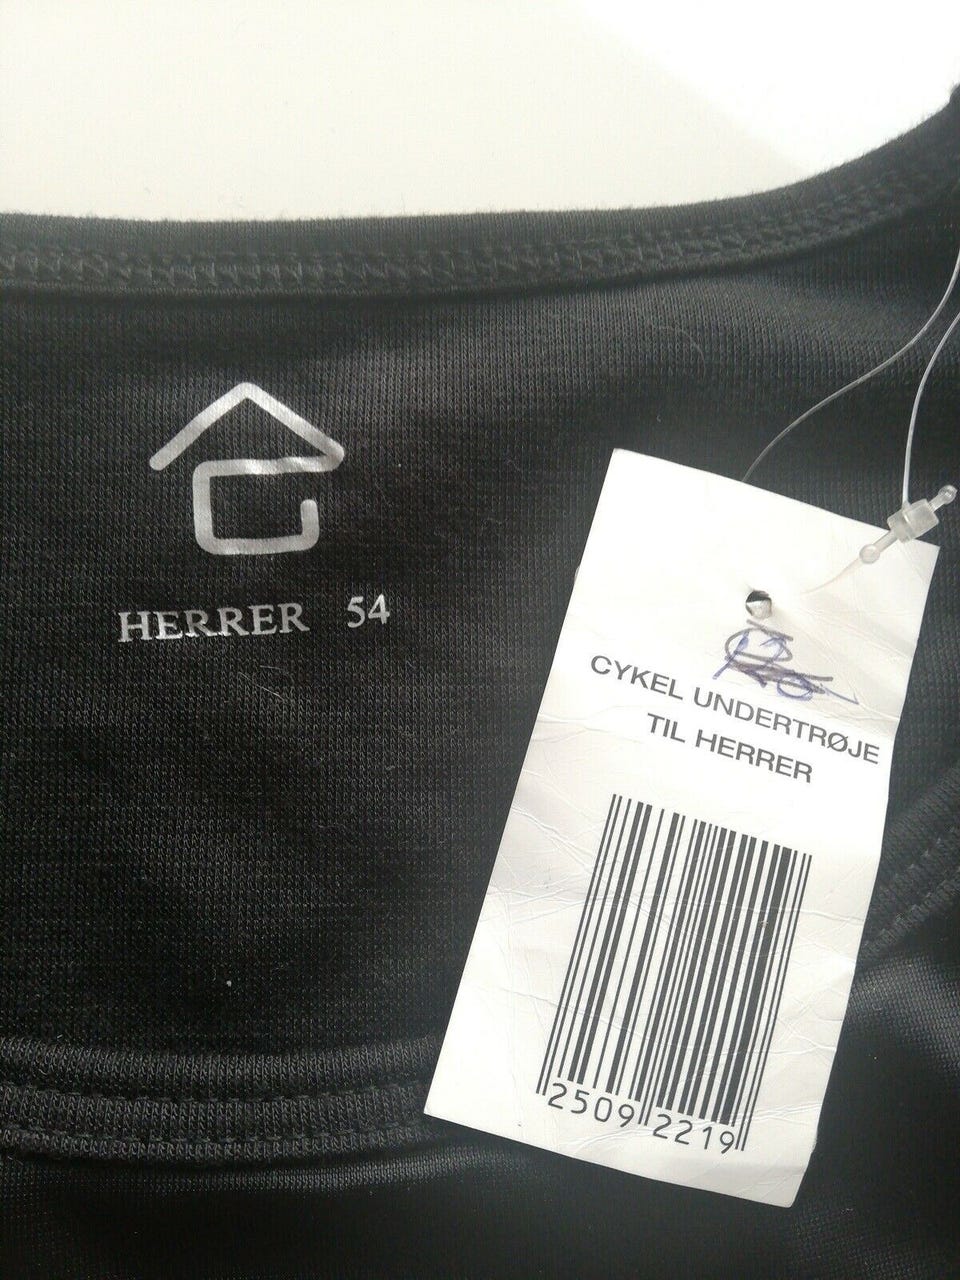 HERRER 54
CYKEL UNDERTRØJE
TIL HERRER
2509 2219